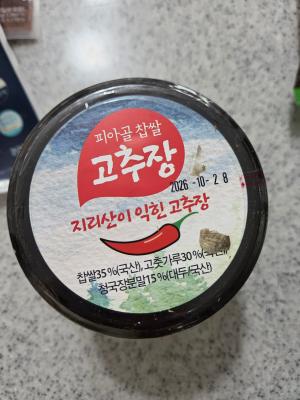 피아골 찹쌀
고추장
2026.-10-28
지리산이 익힌 고추장
찹쌀35%(국산), 고춧가루30%(국산),
청국장분말15%(대두/국산)